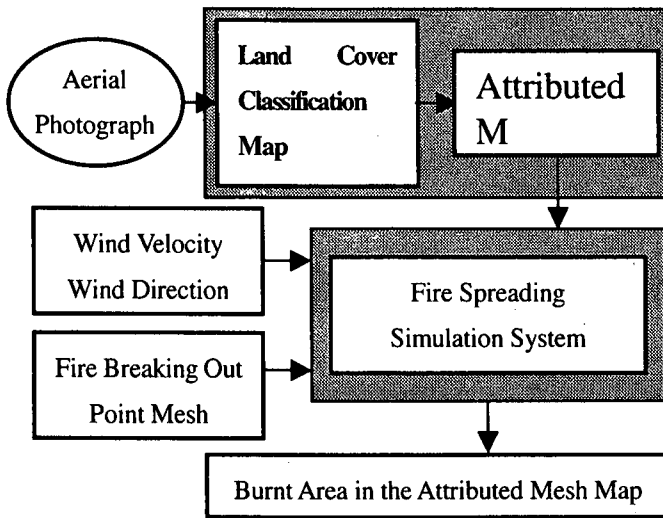 Aerial
Photograph
Land Cover
Classification
Map
Attributed
M
Wind Velocity
Wind Direction
Fire Spreading
Simulation System
Fire Breaking Out
Point Mesh
Burnt Area in the Attributed Mesh Map